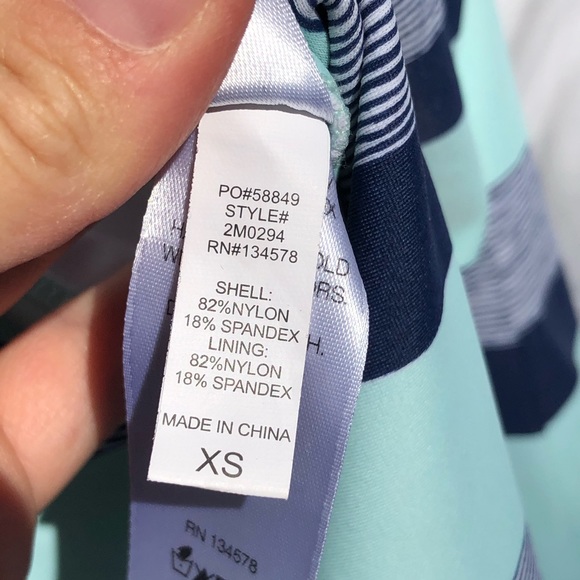 PO#58849
STYLE#
2M0294
RN#134578
SHELL:
82%NYLON
18% SPANDEX
LINING:
82%NYLON
18% SPANDEX
MADE IN CHINA
XS
RN 134578